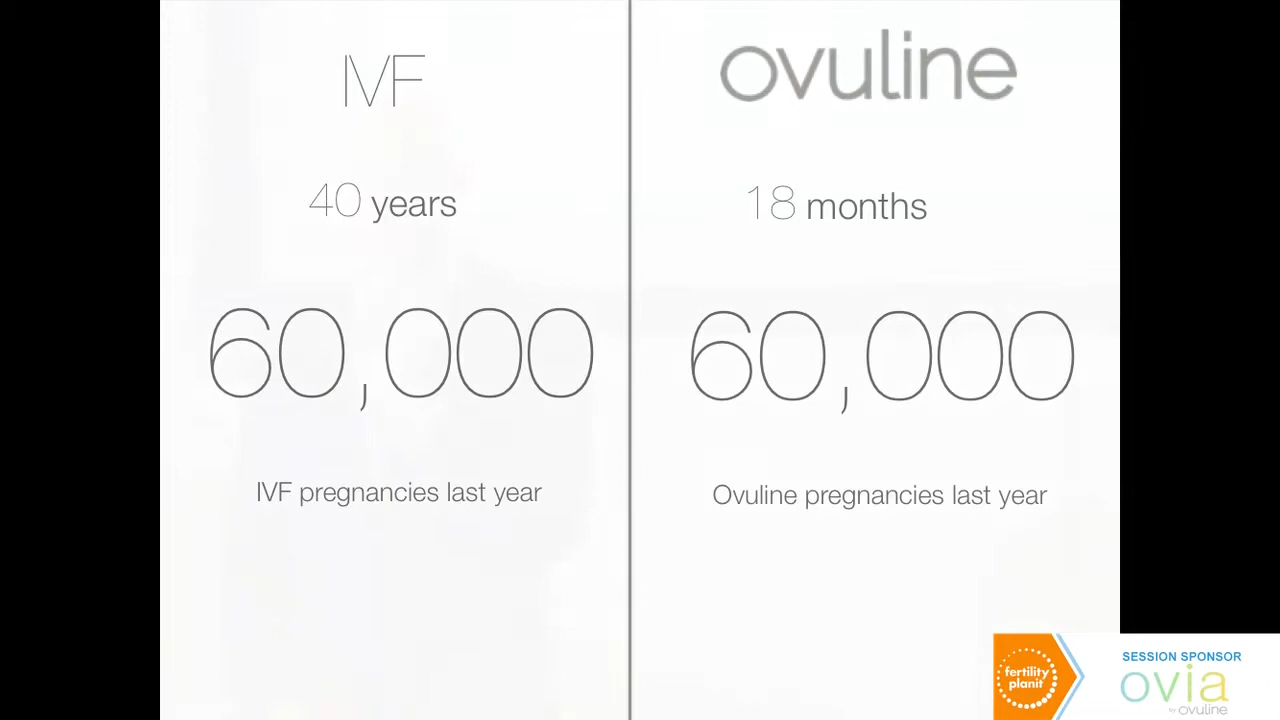 IVF
40 years
60,000
IVF pregnancies last year
ovuline
18 months
60,000
Ovuline pregnancies last year
fertility
planit
SESSION SPONSOR
ovia
by ovuline